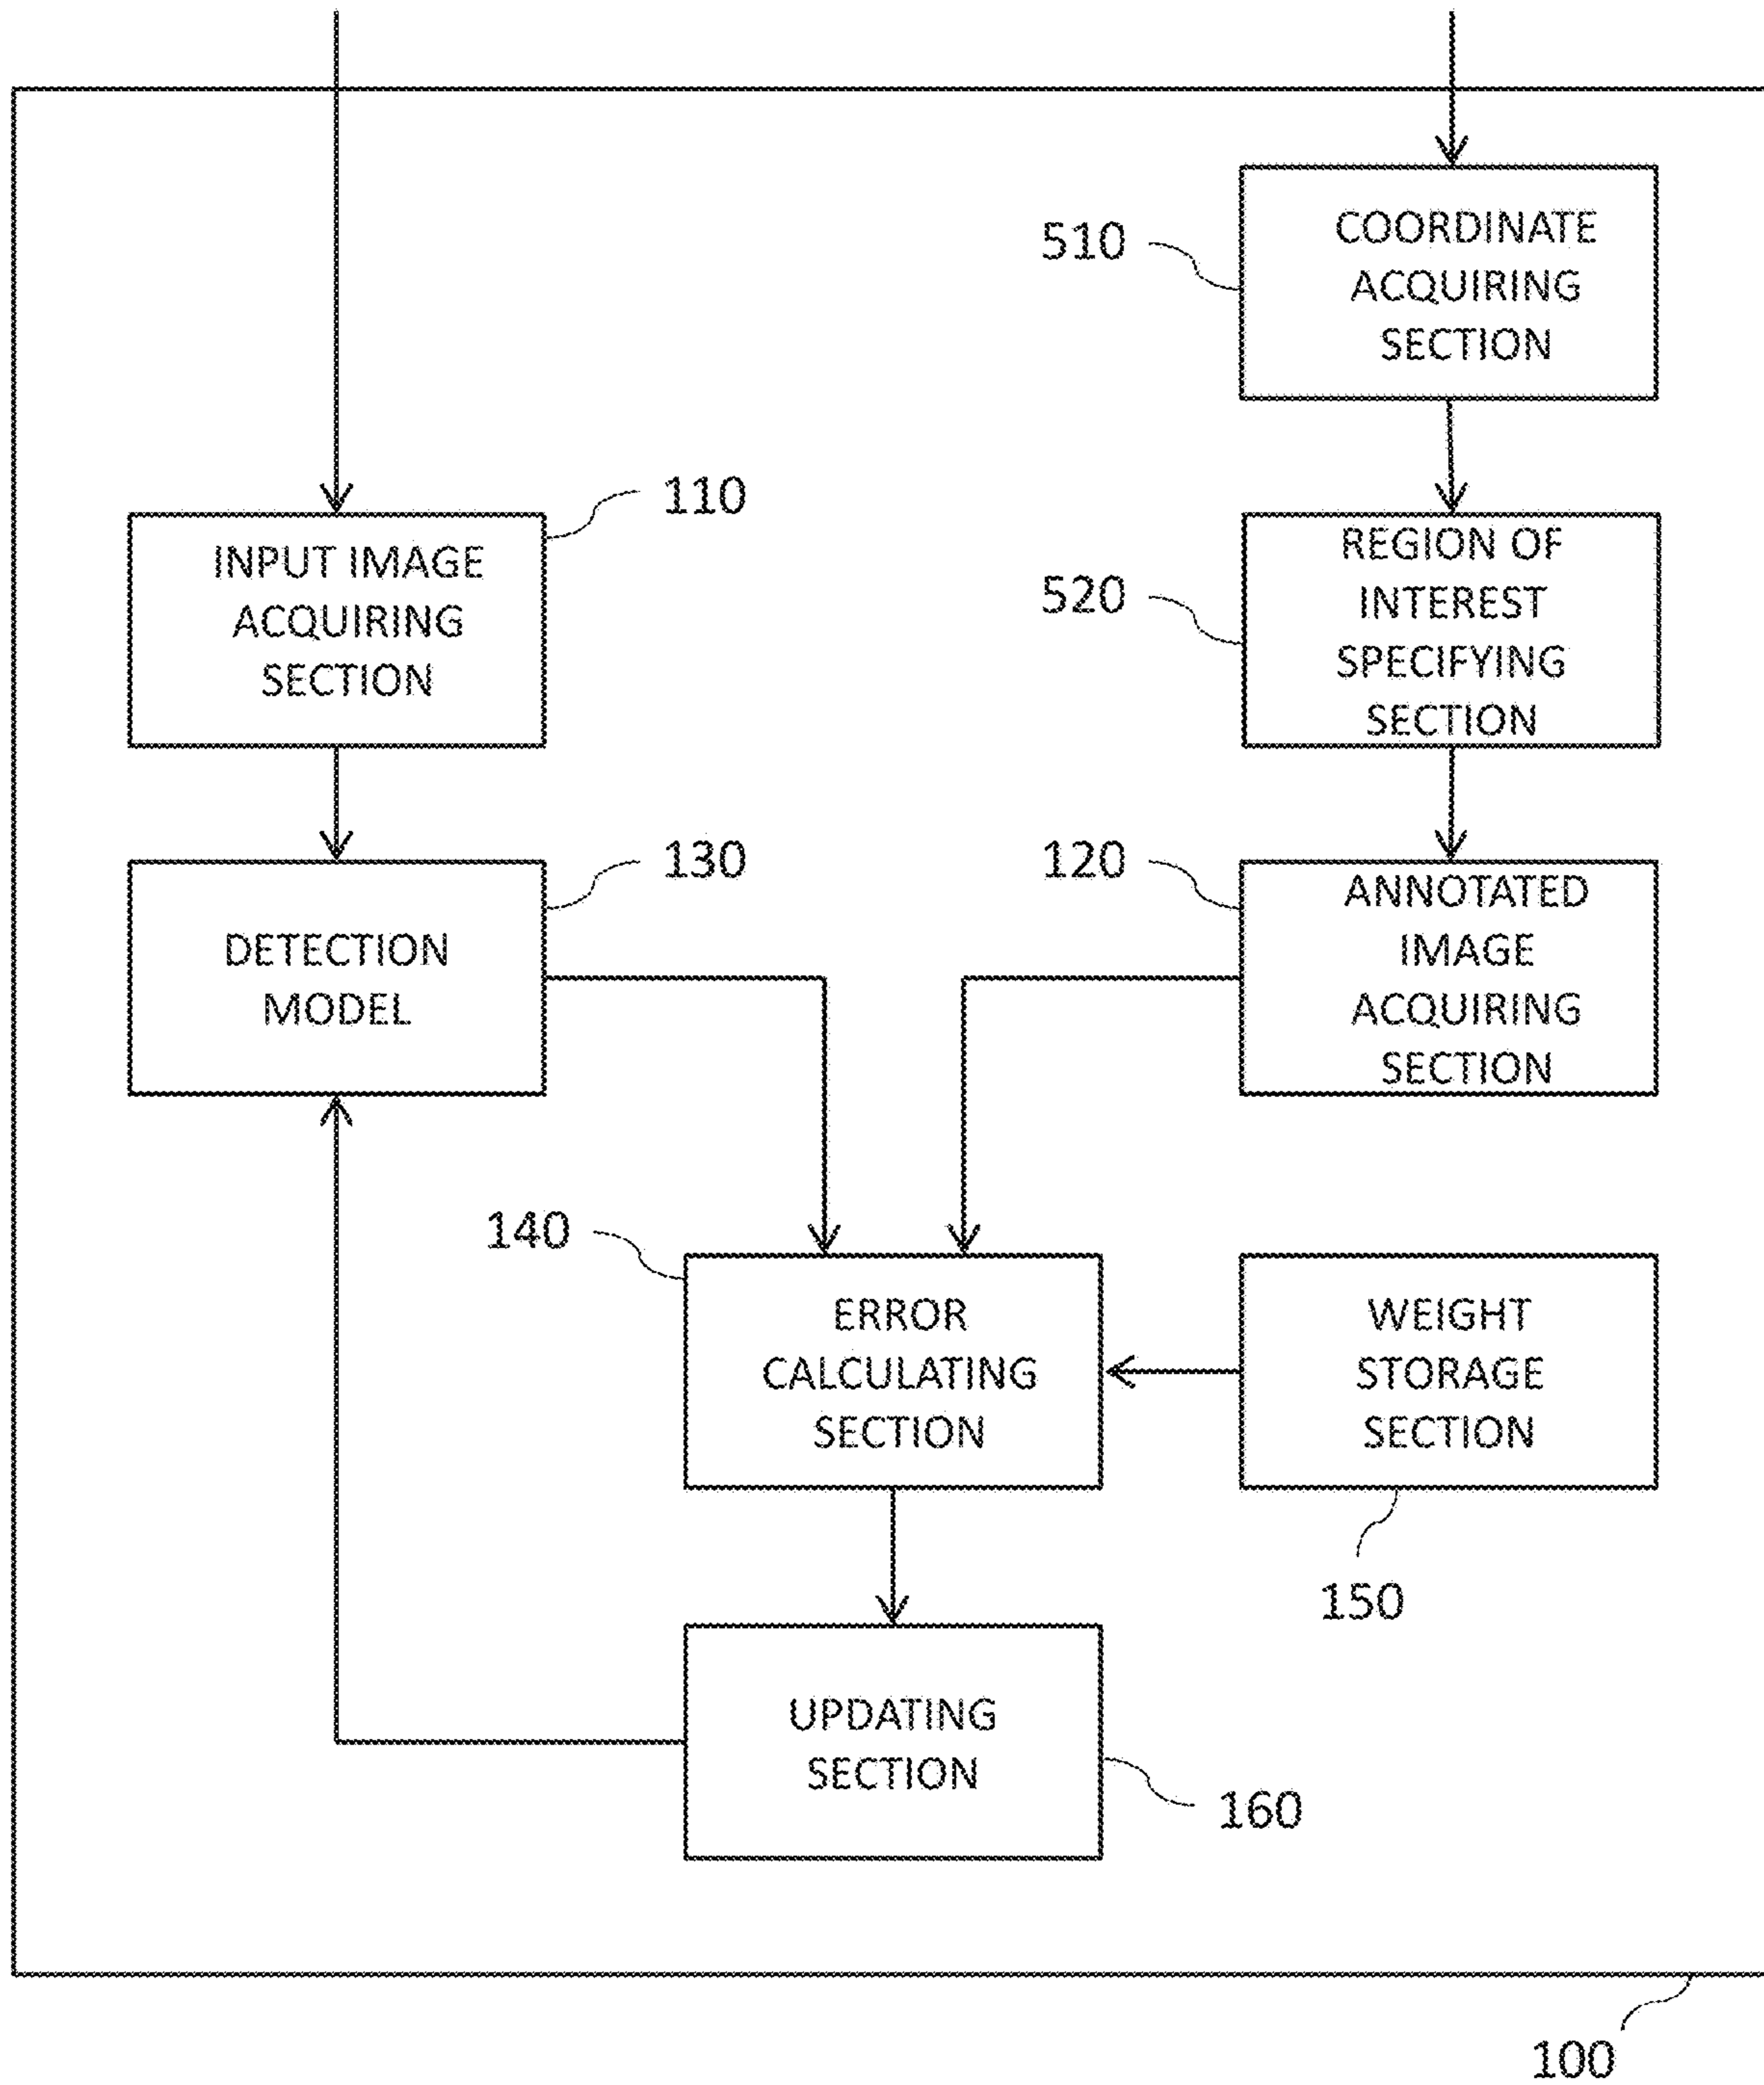 510
COORDINATE
ACQUIRING
SECTION
110
INPUT IMAGE
ACQUIRING
SECTION
520
REGION OF
INTEREST
SPECIFYING
SECTION
130
DETECTION
MODEL
120
ANNOTATED
IMAGE
ACQUIRING
SECTION
140
ERROR
CALCULATING
SECTION
WEIGHT
STORAGE
SECTION
150
UPDATING
SECTION
160
100